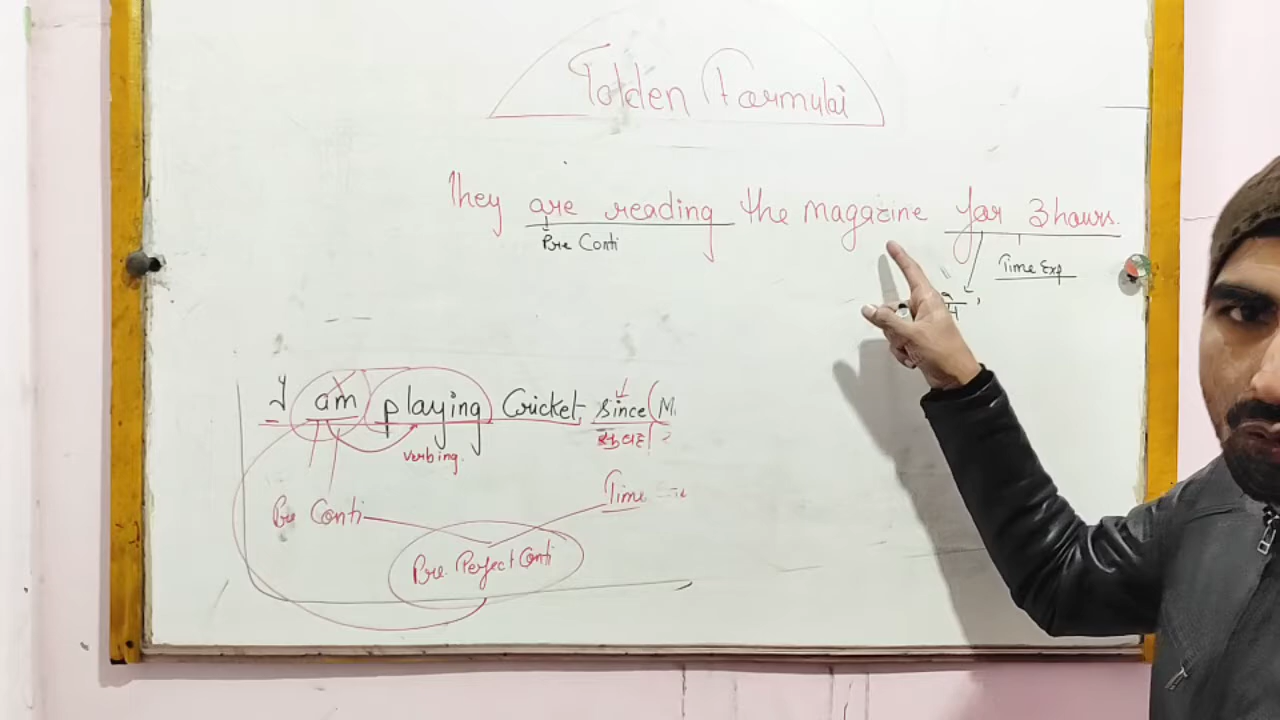 Golden Formula
They are reading the magazine for 3 hours.
Pre Conti
Time Exp
I am playing Cricket since (M.
verbing.
Pre Conti
Time
Pre. Perfect Conti